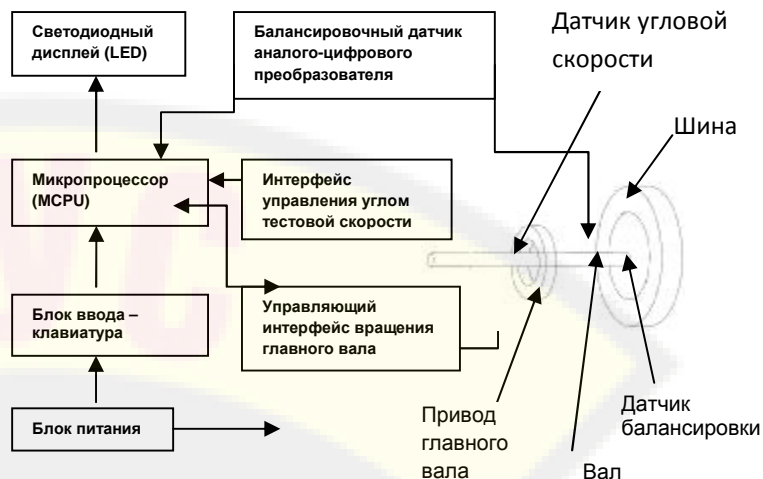 Светодиодный
дисплей (LED)
Балансировочный датчик
аналого-цифрового
преобразователя
Датчик угловой
скорости
Шина
Микропроцессор
(MCPU)
Интерфейс
управления углом
тестовой скорости
Блок ввода –
клавиатура
Управляющий
интерфейс вращения
главного вала
Блок питания
Привод
главного
вала
Вал
Датчик
балансировки